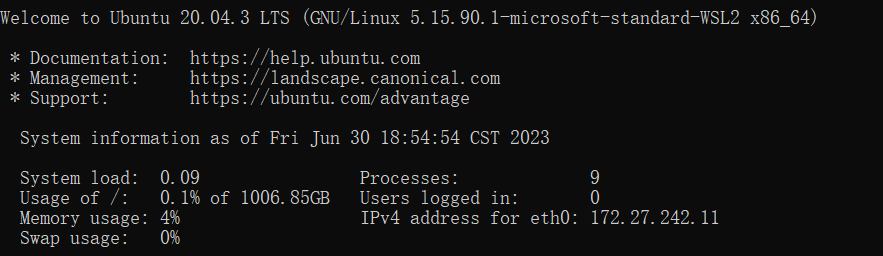 Welcome to Ubuntu 20.04.3 LTS (GNU/Linux 5.15.90.1-microsoft-standard-WSL2 x86_64)
* Documentation:  https://help.ubuntu.com
* Management:     https://landscape.canonical.com
* Support:        https://ubuntu.com/advantage
System information as of Fri Jun 30 18:54:54 CST 2023
System load:  0.09                Processes:             9
Usage of /:   0.1% of 1006.85GB   Users logged in:       0
Memory usage: 4%                  IPv4 address for eth0: 172.27.242.11
Swap usage:   0%